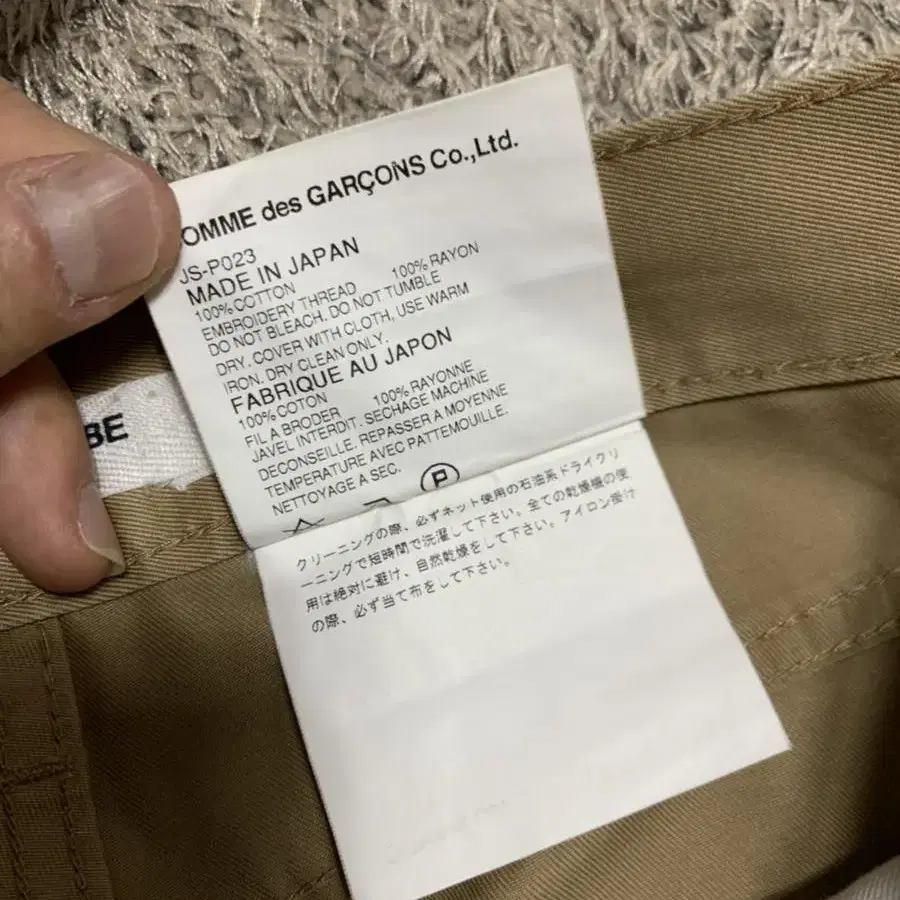 OMME des GARÇONS Co.,Ltd.
JS-P023
MADE IN JAPAN
100% COTTON
EMBROIDERY THREAD 100% RAYON
DO NOT BLEACH. DO NOT TUMBLE
DRY. COVER WITH CLOTH, USE WARM
IRON. DRY CLEAN ONLY.
FABRIQUE AU JAPON
100% COTON
FIL A BRODER 100% RAYONNE
JAVEL INTERDIT. SECHAGE MACHINE
DECONSEILLE. REPASSER A MOYENNE
TEMPERATURE AVEC PATTEMOUILLE.
NETTOYAGE A SEC.
P
クリーニングの際、必ずネット使用の石油系ドライクリ
ーニングで短時間で洗濯して下さい。全ての乾燥機の使
用は絶対に避け、自然乾燥をして下さい。アイロン掛け
の際、必ず当て布をして下さい。
BE